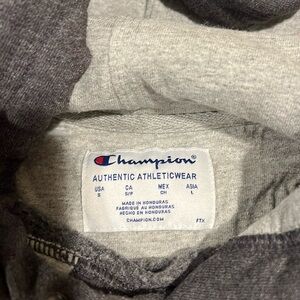 Champion®
AUTHENTIC ATHLETICWEAR
USA CA MEX ASIA
S S/P CH L
MADE IN HONDURAS
FABRIQUÉ AU HONDURAS
HECHO EN HONDURAS
CHAMPION.COM
FTX